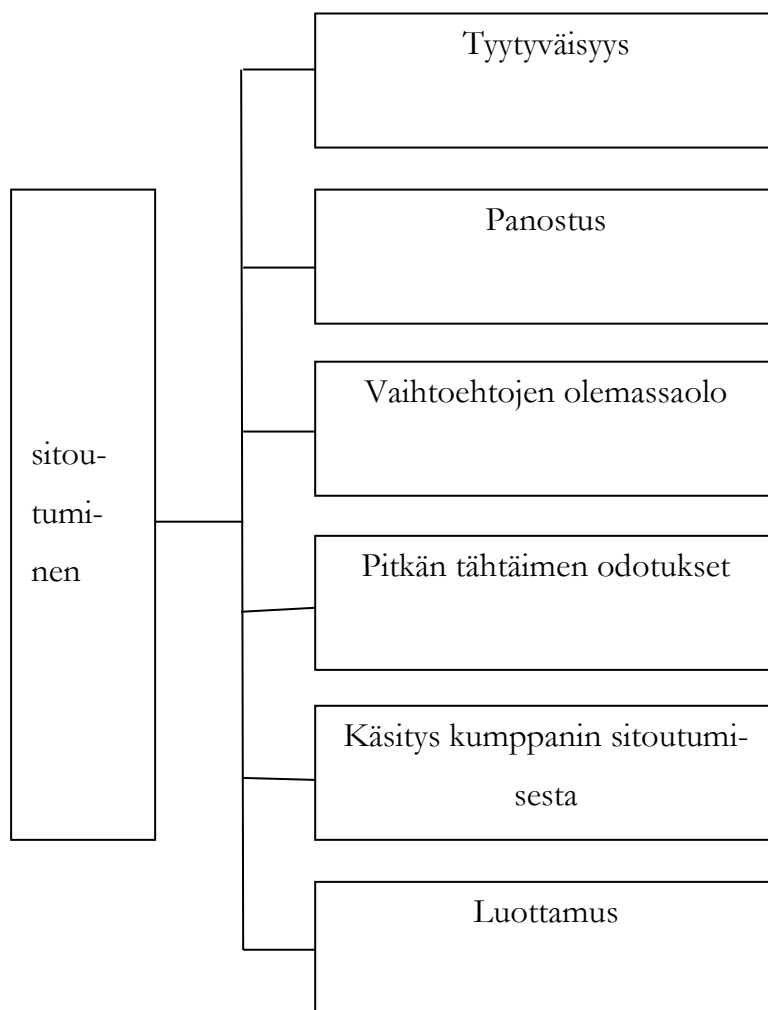 Tyytyväisyys
Panostus
Vaihtoehtojen olemassaolo
sitou-
tumi-
nen
Pitkän tähtäimen odotukset
Käsitys kumppanin sitoutumi-
sesta
Luottamus